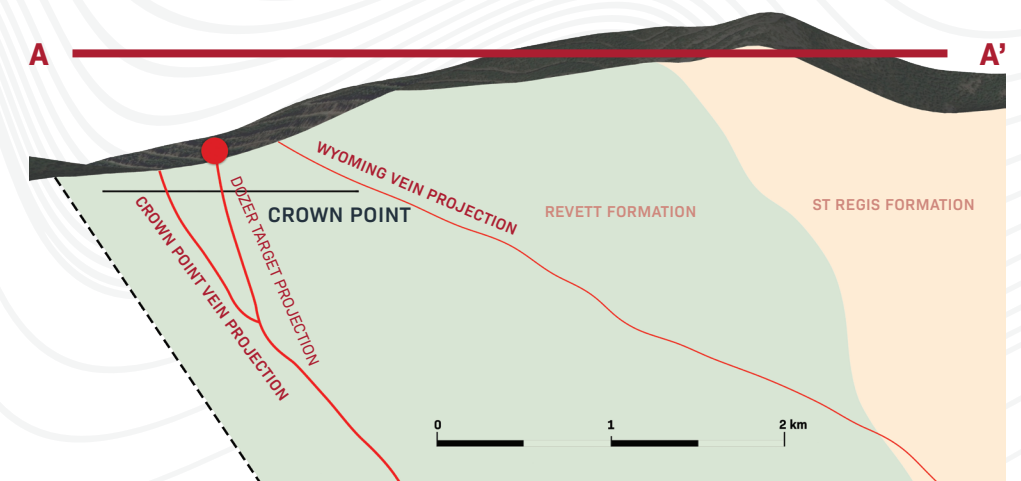 A
A’
WYOMING VEIN PROJECTION
DOZER TARGET PROJECTION
CROWN POINT VEIN PROJECTION
CROWN POINT
REVETT FORMATION
ST REGIS FORMATION
0
1
2 km